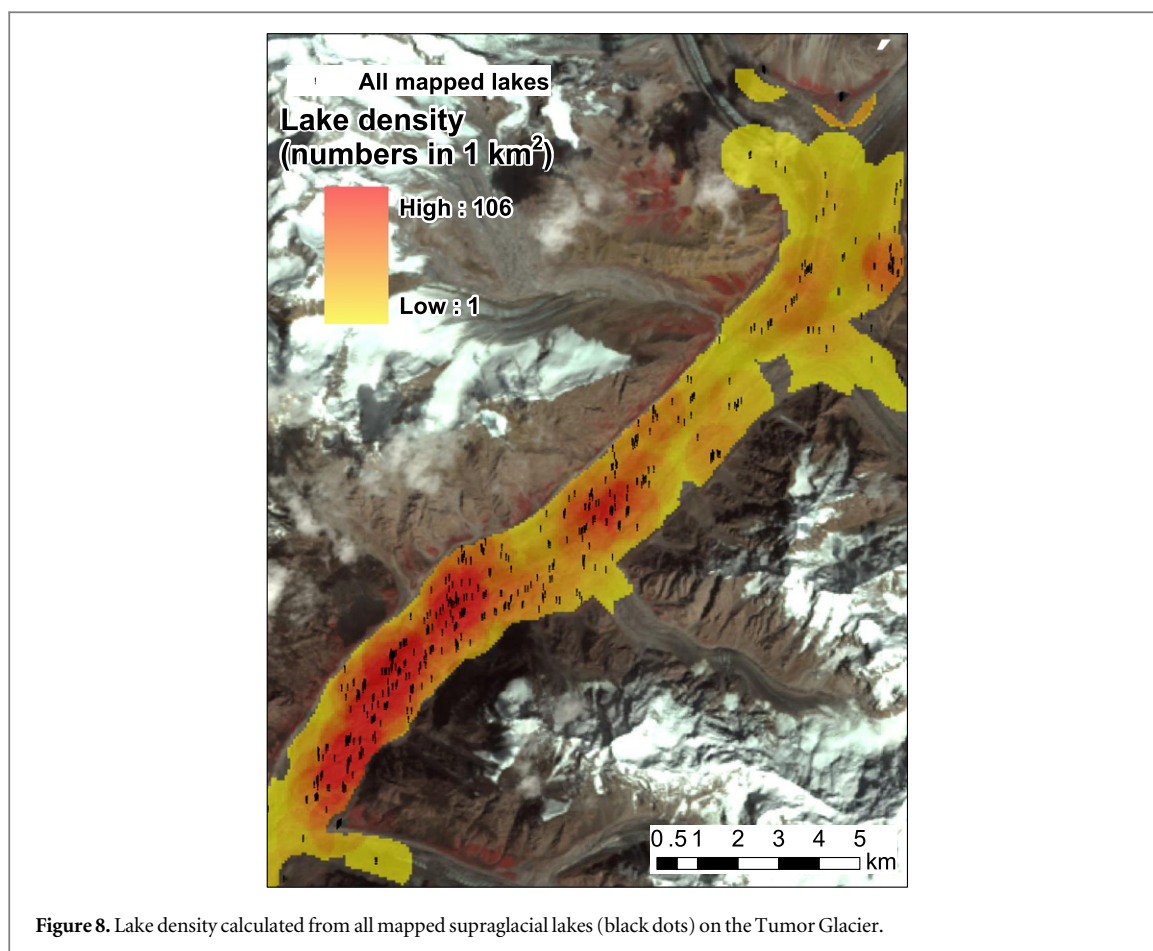 All mapped lakes
Lake density
(numbers in 1 km²)
High : 106
Low : 1
0 .5 1 2 3 4 5
km
Figure 8. Lake density calculated from all mapped supraglacial lakes (black dots) on the Tumor Glacier.